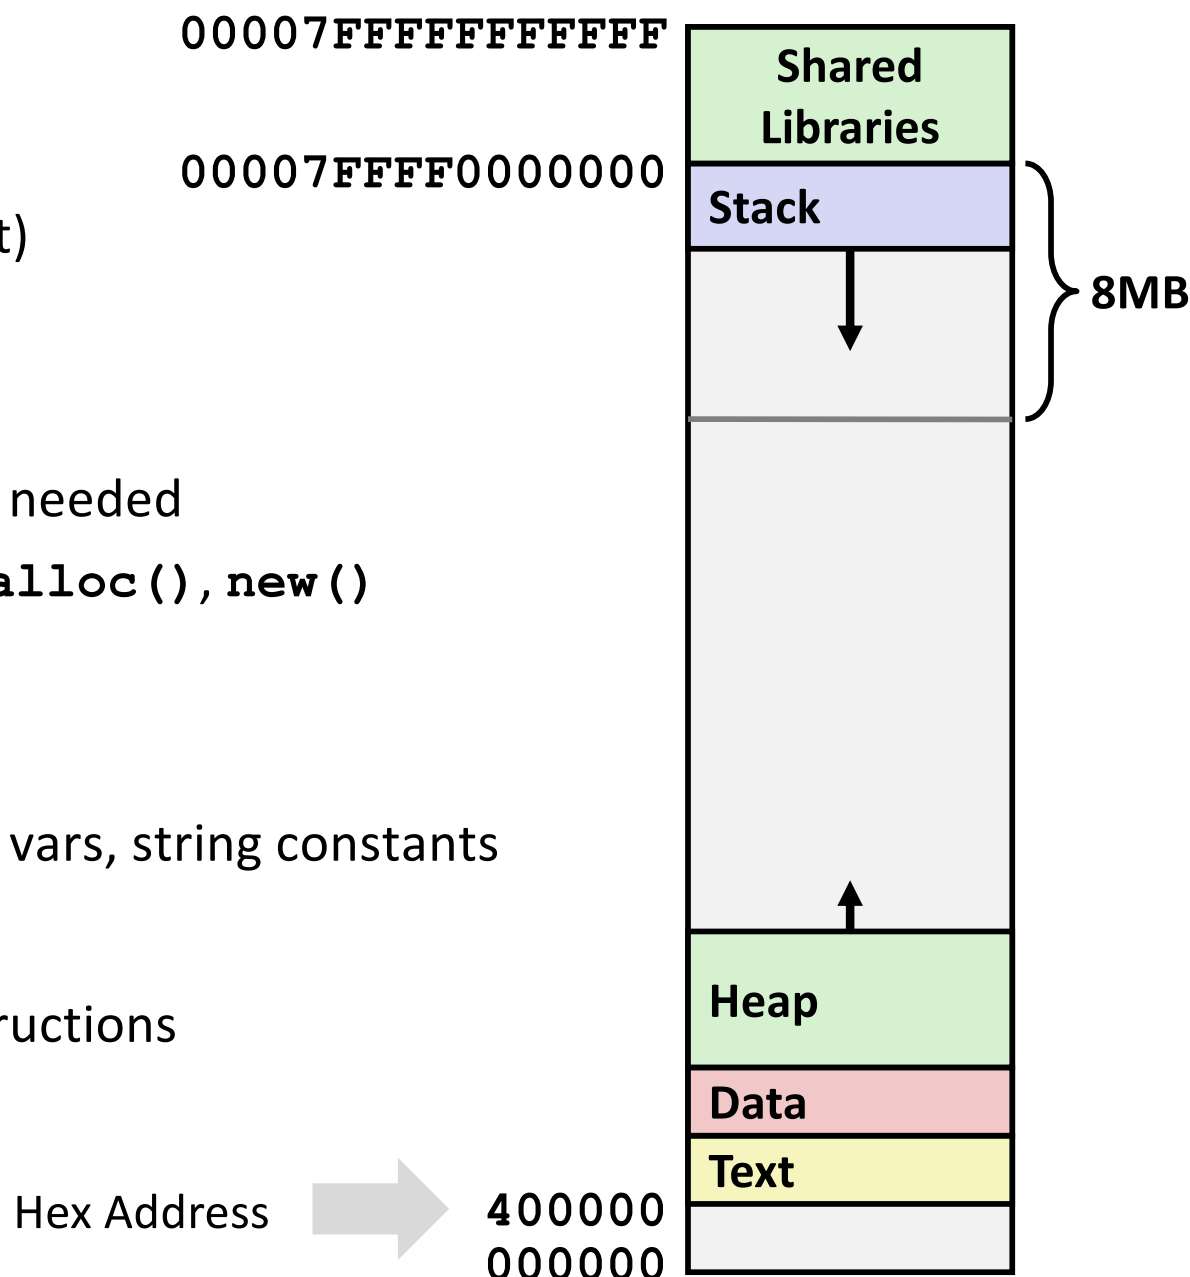 00007FFFFFFFFFFF
Shared
Libraries
00007FFFF0000000
Stack
t)
8MB
needed
alloc(), new()
vars, string constants
Heap
ructions
Data
Text
Hex Address
400000
000000